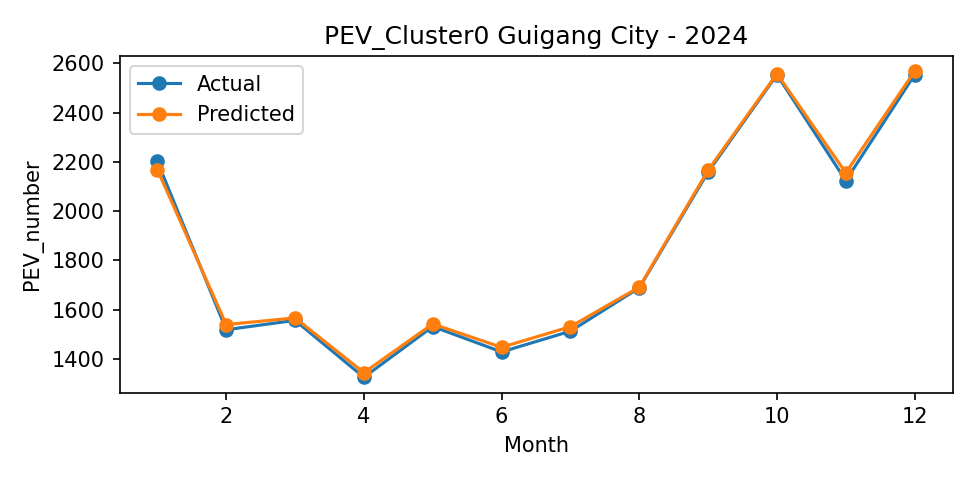 PEV_Cluster0 Guigang City - 2024
Actual
Predicted
PEV_number
2600
2400
2200
2000
1800
1600
1400
2 4 6 8 10 12
Month